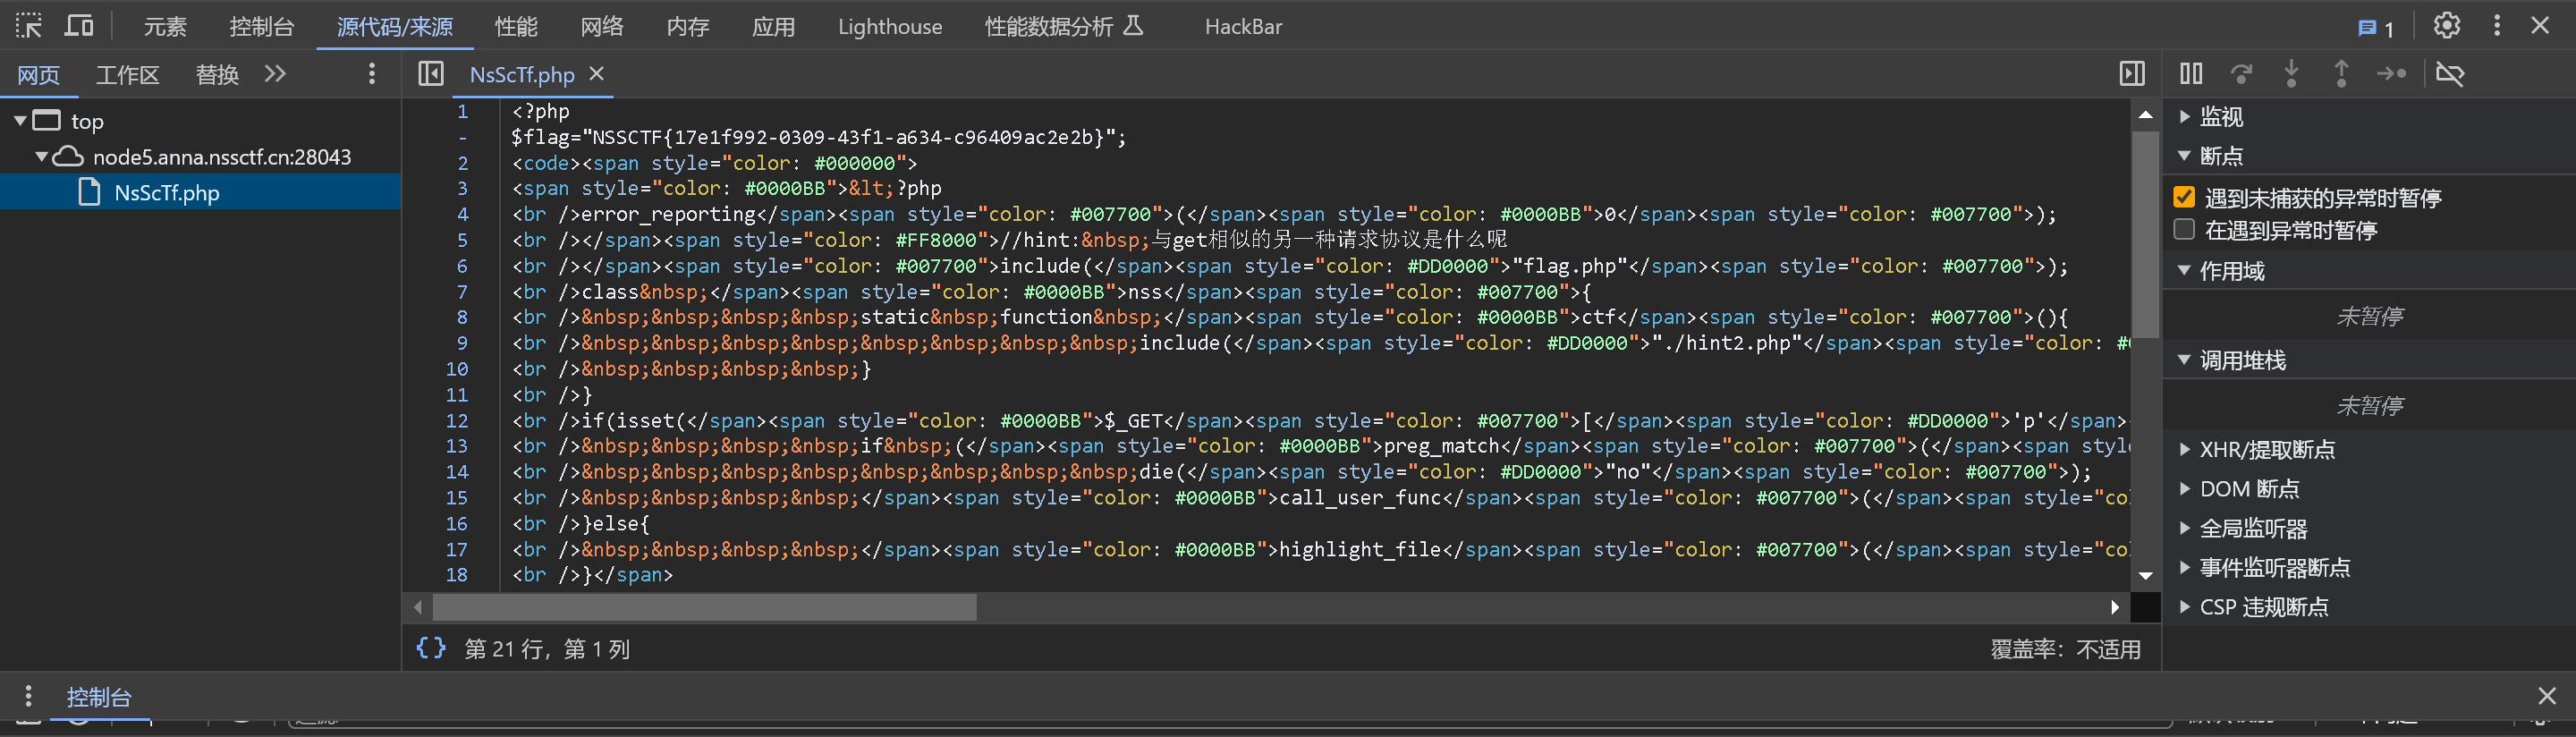 元素 控制台 源代码/来源 性能 网络 内存 应用 Lighthouse 性能数据分析 HackBar 1
网页 工作区 替换 NsScTf.php
top
node5.anna.nssctf.cn:28043
NsScTf.php
1 <?php
- $flag="NSSCTF{17e1f992-0309-43f1-a634-c96409ac2e2b}";
2 <code><span style="color: #000000">
3 <span style="color: #0000BB">&lt;?php
4 <br />error_reporting</span><span style="color: #007700">(</span><span style="color: #0000BB">0</span><span style="color: #007700">);
5 <br /></span><span style="color: #FF8000">//hint:&nbsp;与get相似的另一种请求协议是什么呢
6 <br /></span><span style="color: #007700">include(</span><span style="color: #DD0000">"flag.php"</span><span style="color: #007700">);
7 <br />class&nbsp;</span><span style="color: #0000BB">nss</span><span style="color: #007700">{
8 <br />&nbsp;&nbsp;&nbsp;&nbsp;static&nbsp;function&nbsp;</span><span style="color: #0000BB">ctf</span><span style="color: #007700">(){
9 <br />&nbsp;&nbsp;&nbsp;&nbsp;&nbsp;&nbsp;&nbsp;&nbsp;include(</span><span style="color: #DD0000">"./hint2.php"</span><span style="color: #
10 <br />&nbsp;&nbsp;&nbsp;&nbsp;}
11 <br />}
12 <br />if(isset(</span><span style="color: #0000BB">$_GET</span><span style="color: #007700">[</span><span style="color: #DD0000">'p'</span>
13 <br />&nbsp;&nbsp;&nbsp;&nbsp;if&nbsp;(</span><span style="color: #0000BB">preg_match</span><span style="color: #007700">(</span><span
14 <br />&nbsp;&nbsp;&nbsp;&nbsp;&nbsp;&nbsp;&nbsp;&nbsp;die(</span><span style="color: #DD0000">"no"</span><span style="color: #007700">);
15 <br />&nbsp;&nbsp;&nbsp;&nbsp;</span><span style="color: #0000BB">call_user_func</span><span style="color: #007700">(</span><span style="co
16 <br />}else{
17 <br />&nbsp;&nbsp;&nbsp;&nbsp;</span><span style="color: #0000BB">highlight_file</span><span style="color: #007700">(</span><span style="co
18 <br />}</span>
第 21 行，第 1 列 覆盖率：不适用
监视
断点
遇到未捕获的异常时暂停
在遇到异常时暂停
作用域
未暂停
调用堆栈
未暂停
XHR/提取断点
DOM 断点
全局监听器
事件监听器断点
CSP 违规断点
控制台